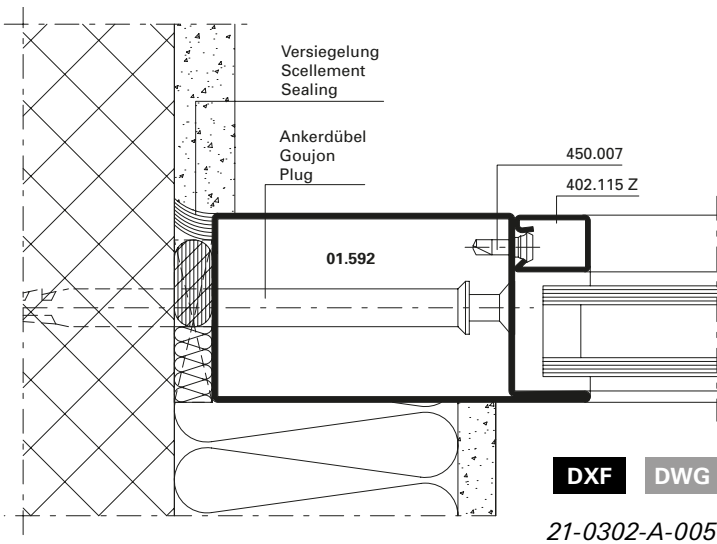 Versiegelung
Scellement
Sealing
Ankerdübel
Goujon
Plug
450.007
402.115 Z
01.592
DXF DWG
21-0302-A-005